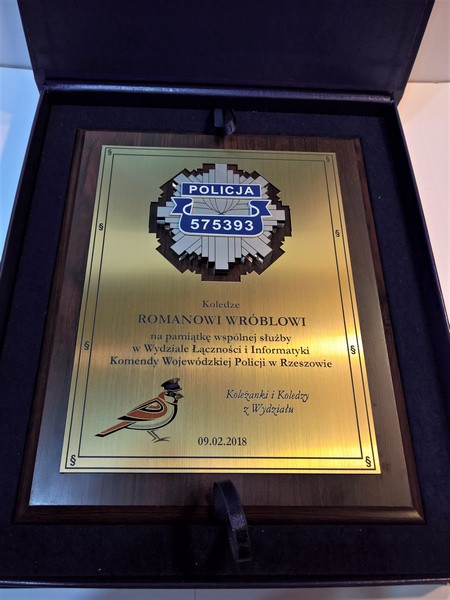 POLICJA
575393
Koledze
ROMANOWI WRÓBLOWI
na pamiątkę wspólnej służby
w Wydziale Łączności i Informatyki
Komendy Wojewódzkiej Policji w Rzeszowie
Koleżanki i Koledzy
z Wydziału
09.02.2018